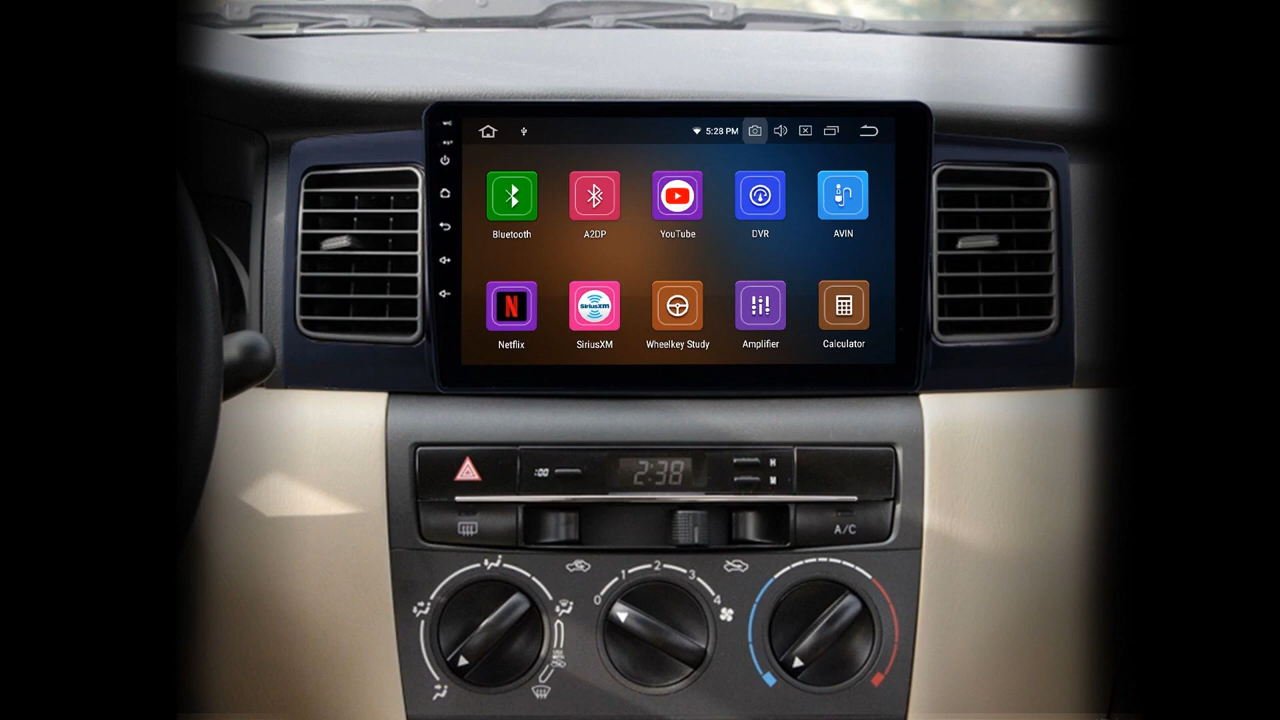 5:28 PM
Bluetooth
A2DP
YouTube
DVR
AVIN
N
SiriusXM
Netflix
SiriusXM
Wheelkey Study
Amplifier
Calculator
:00
2:38
H
M
A/C
0
1
2
3
4